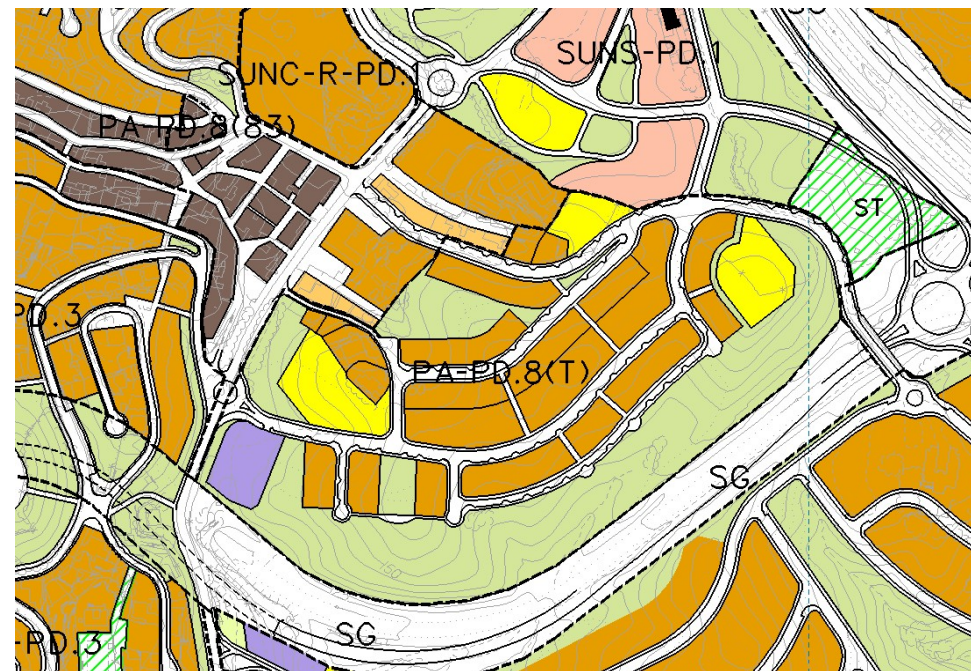 SUNS-PD.1
SUNC-R-PD.1
PA-PD.8(83)
ST
PD.3
PA-PD.8(T)
SG
150
SG
-PD.3